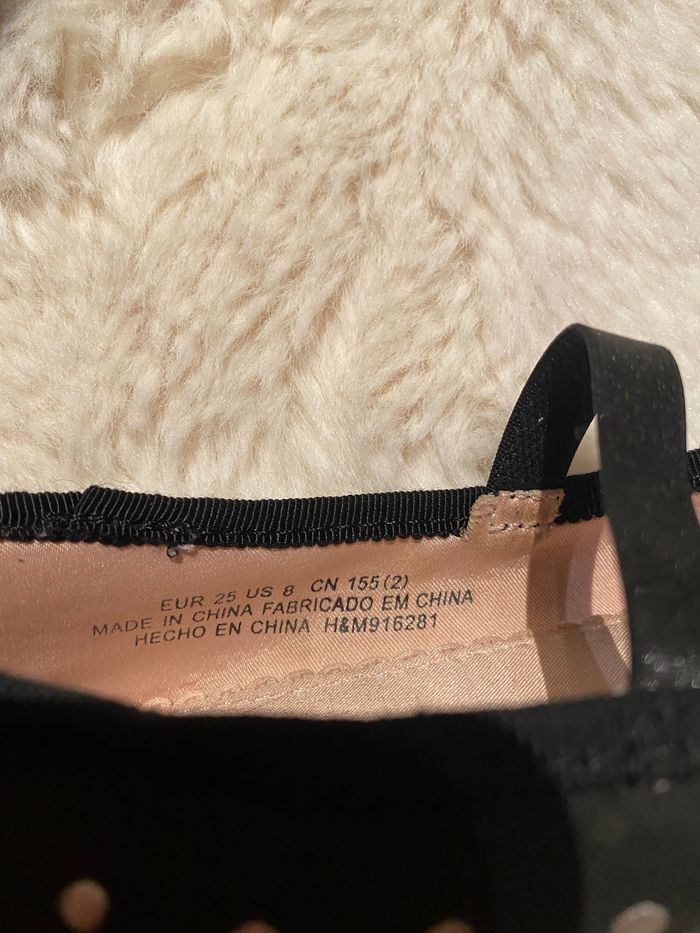 EUR 25 US 8 CN 155(2)
MADE IN CHINA FABRICADO EM CHINA
HECHO EN CHINA H&M916281